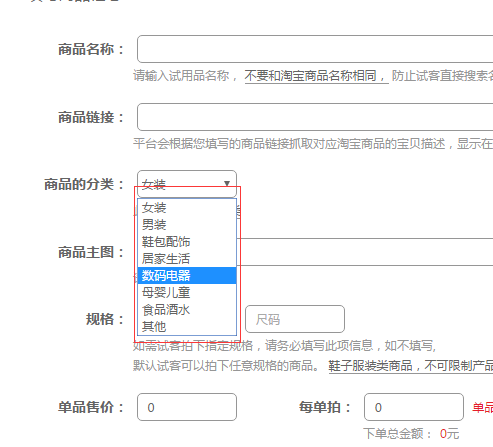 商品名称：
请输入试用品名称，不要和淘宝商品名称相同，防止试客直接搜索
商品链接：
平台会根据您填写的商品链接抓取对应淘宝商品的宝贝描述，显示在
商品的分类：
女装
女装
男装
鞋包配饰
居家生活
数码电器
母婴儿童
食品酒水
其他
商品主图：
规格：
尺码
如需试客拍下指定规格，请务必填写此项信息，如不填写,
默认试客可以拍下任意规格的商品。 鞋子服装类商品，不可限制产品
单品售价：
0
每单拍：
0
单品
下单总金额： 0元